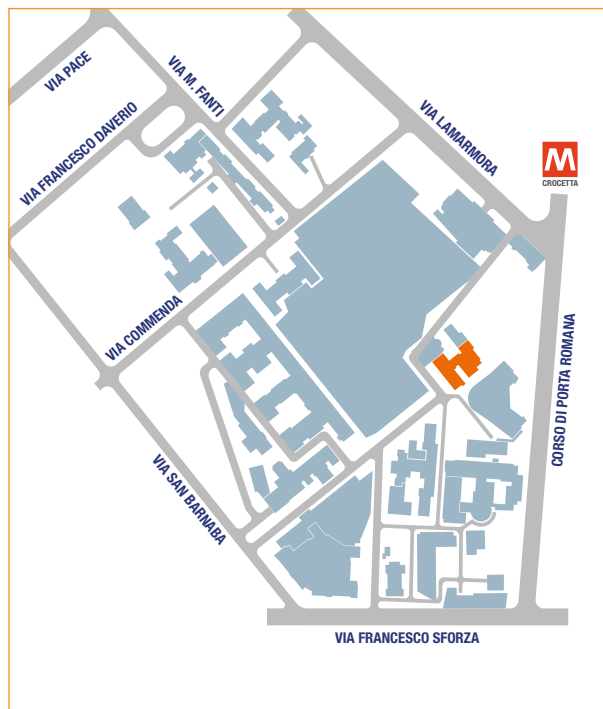 VIA PACE
VIA M. FANTI
VIA FRANCESCO DAVERIO
VIA LAMARMORA
M
CROCETTA
VIA COMMENDA
CORSO DI PORTA ROMANA
VIA SAN BARNABA
VIA FRANCESCO SFORZA